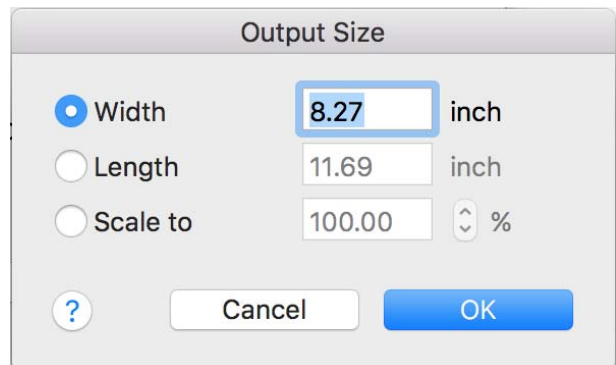 Output Size
Width 8.27 inch
Length 11.69 inch
Scale to 100.00 %
? Cancel OK